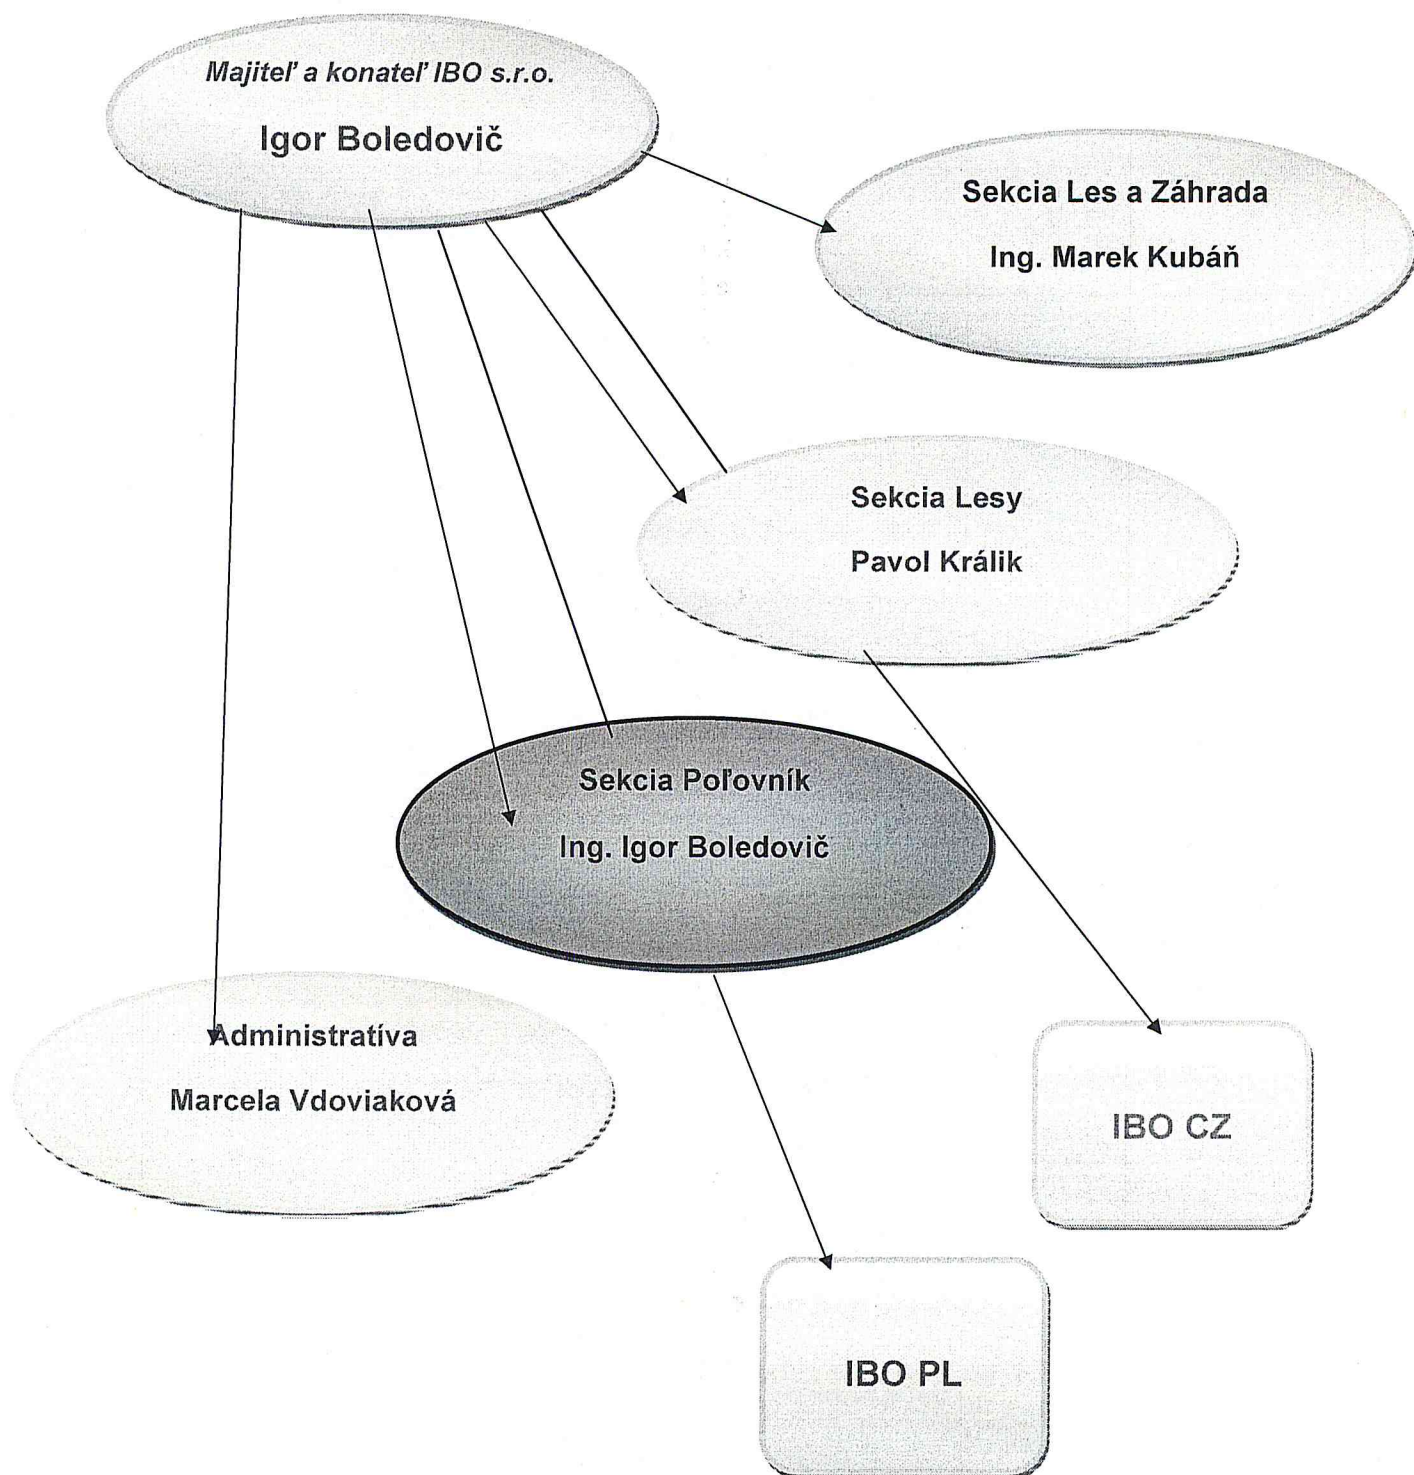 Majiteľ a konateľ IBO s.r.o.
Igor Boledovič
Sekcia Les a Záhrada
Ing. Marek Kubáň
Sekcia Lesy
Pavol Králik
Sekcia Poľovník
Ing. Igor Boledovič
Administratíva
Marcela Vdoviaková
IBO CZ
IBO PL